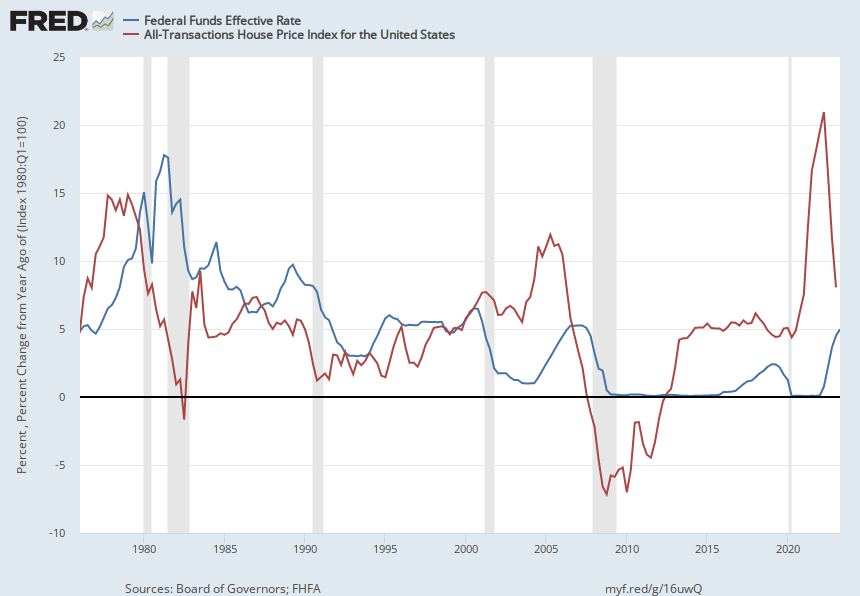 FRED
Federal Funds Effective Rate
All-Transactions House Price Index for the United States
Percent , Percent Change from Year Ago of (Index 1980:Q1=100)
25
20
15
10
5
0
-5
-10
1980 1985 1990 1995 2000 2005 2010 2015 2020
Sources: Board of Governors; FHFA myf.red/g/16uwQ